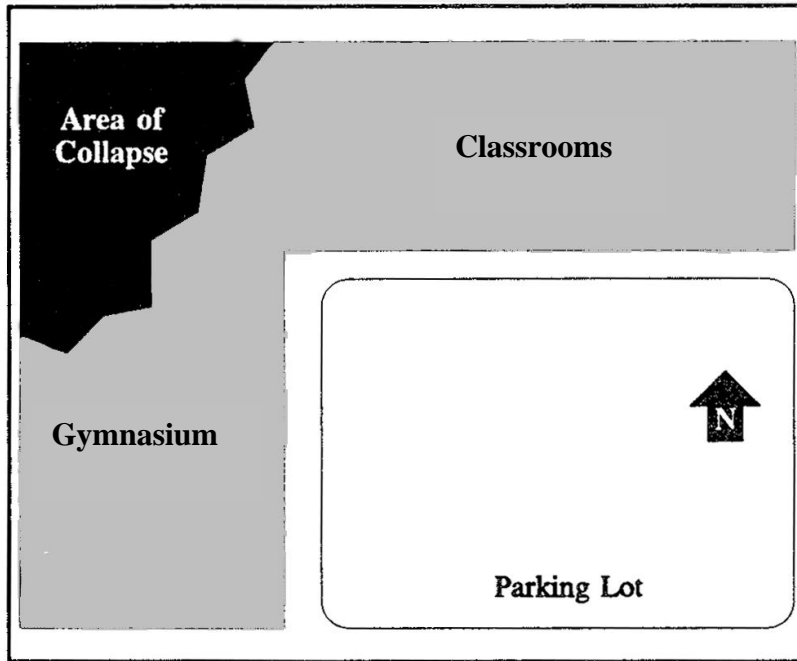 Area of
Collapse
Classrooms
Gymnasium
N
Parking Lot